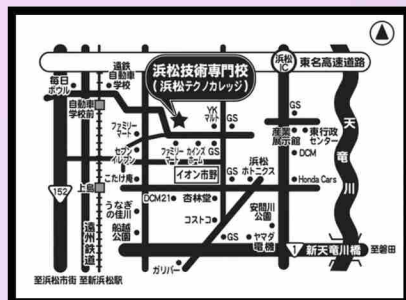 浜松技術専門校
(浜松テクノカレッジ)
浜松
IC
東名高速道路
毎日
ボウル
遠鉄
自動車
学校
自動車
学校前
ファミリー
マート
セブン
イレブン
こだけ庵
YK
マルト
GS
ファミリー
マート
カインズ
ホーム
GS
イオン市野
GS
産業
展示館
東行政
センター
DCM
浜松
ホトニクス
GS
Honda Cars
天竜川
152
上島
遠州鉄道
うなぎ
の佳川
船越
公園
DCM21
杏林堂
コストコ
安間川
公園
GS
ヤマダ
電機
1
新天竜川橋
至磐田
ガリバー
至浜松市街
至新浜松駅